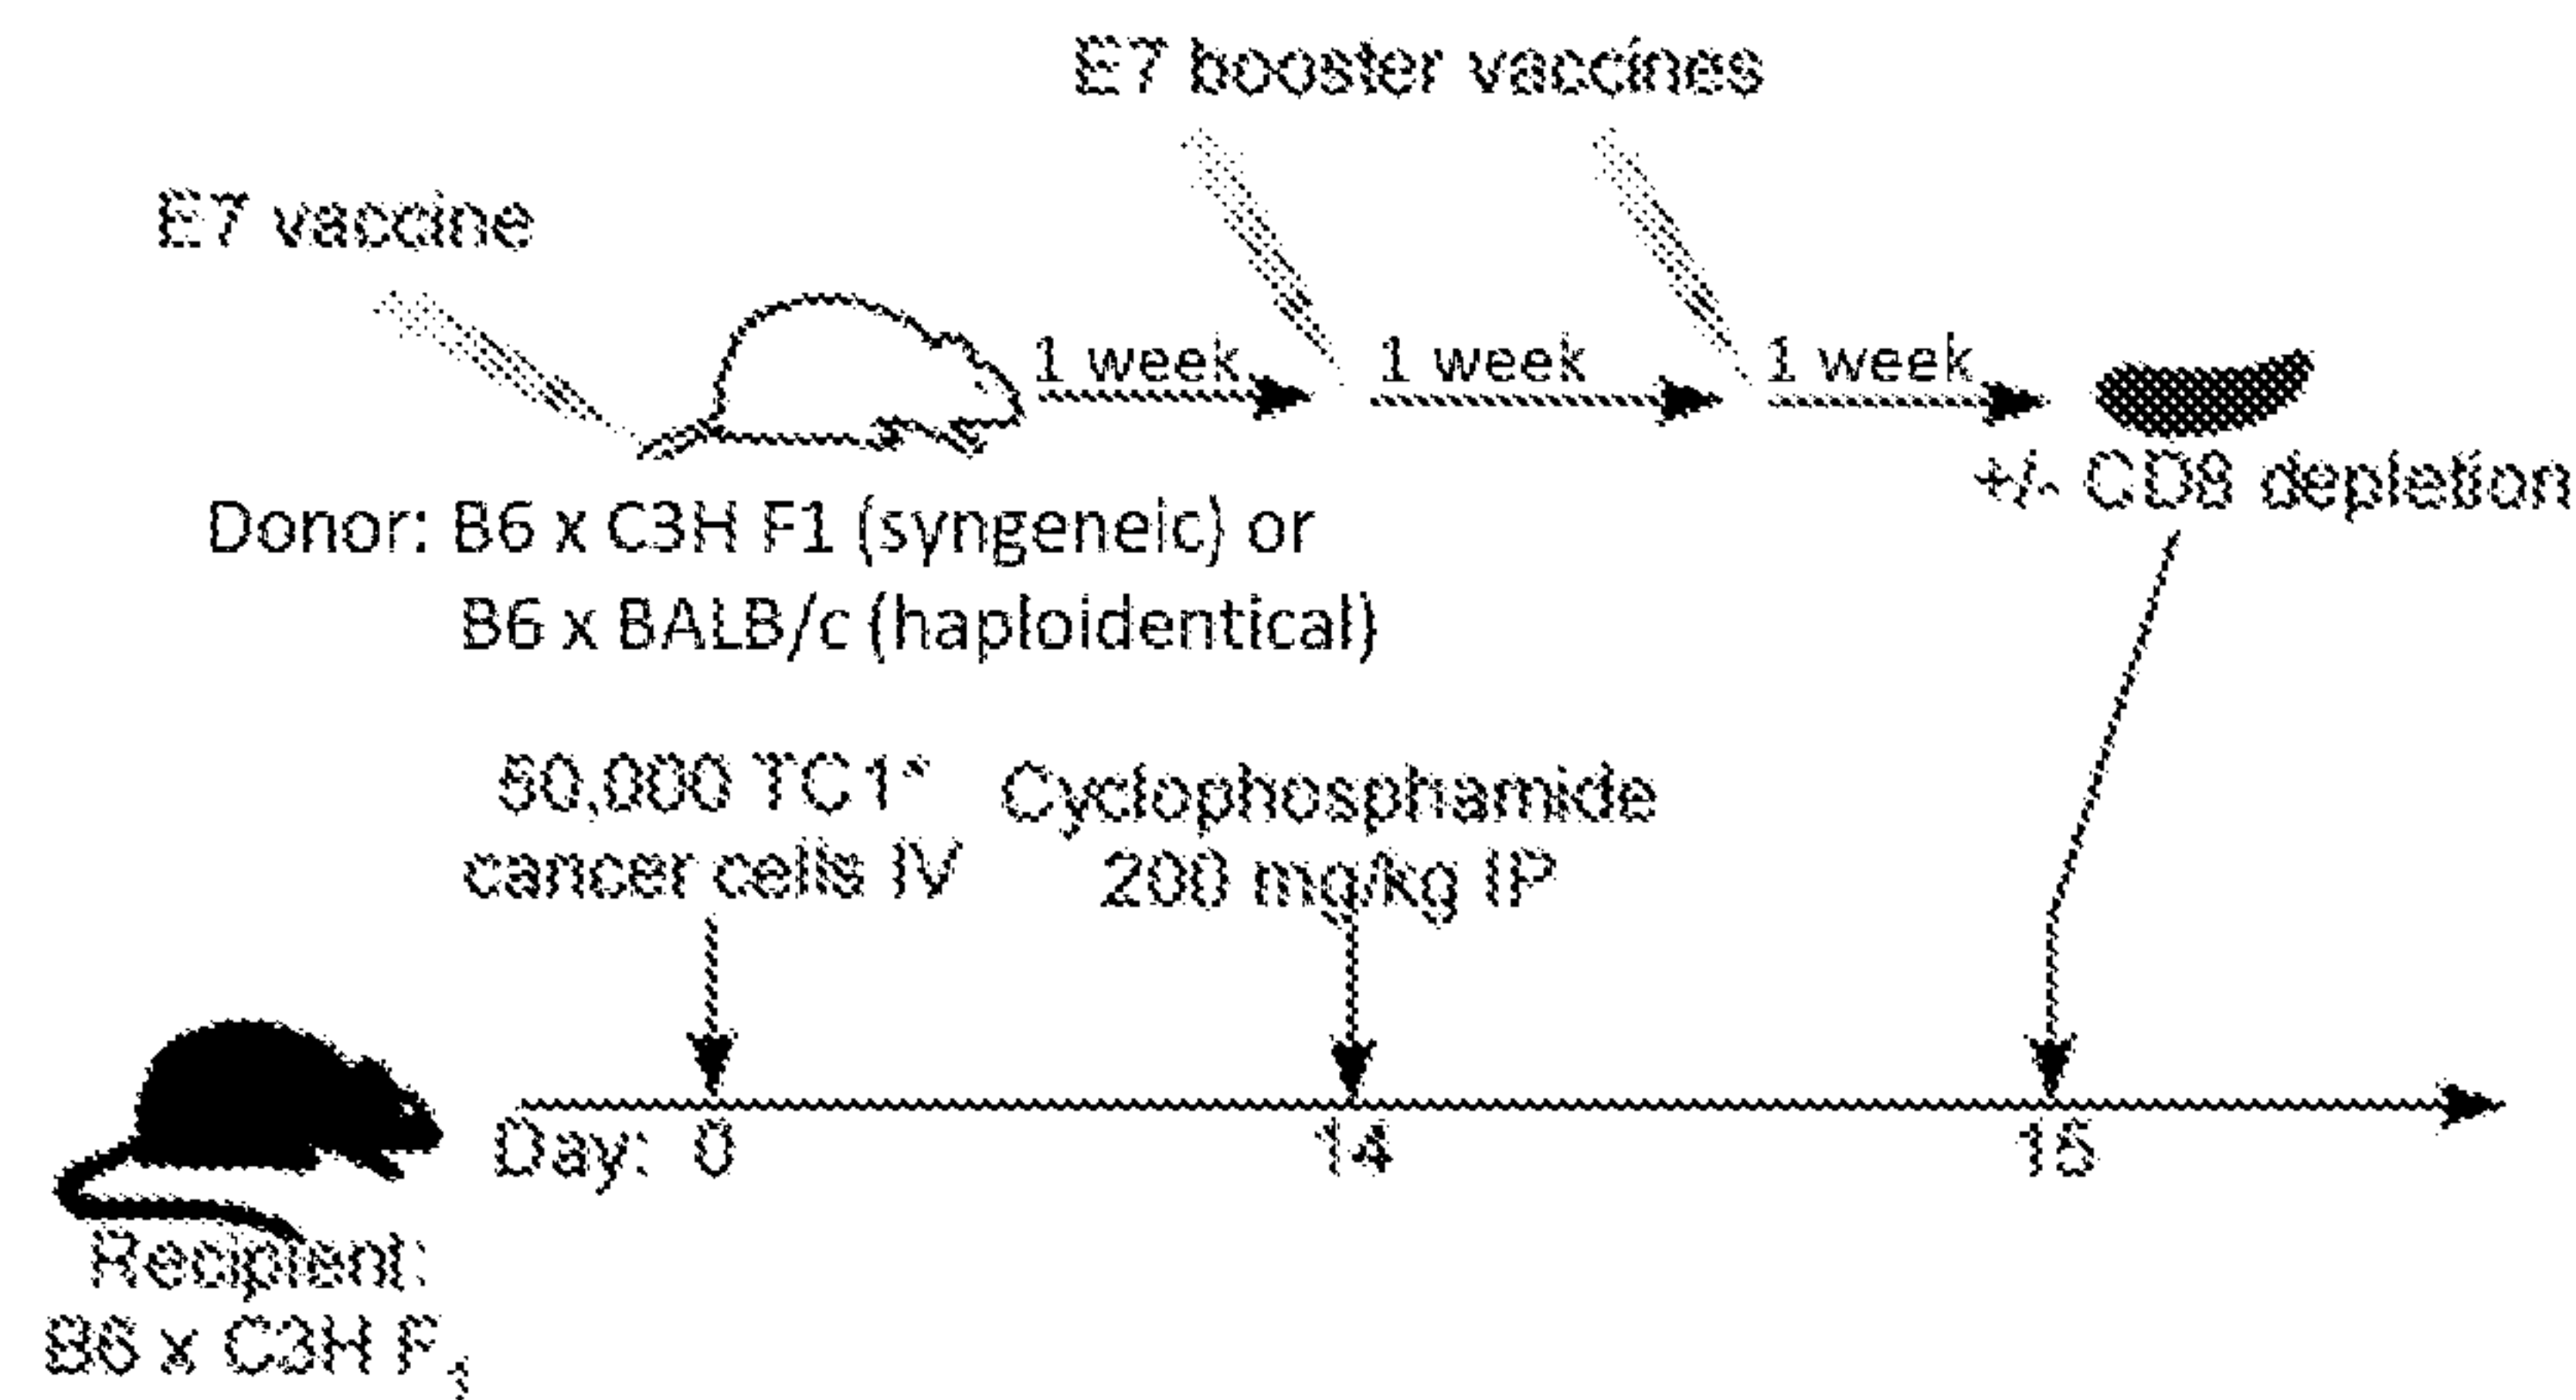 E7 booster vaccines
E7 vaccine
1 week 1 week 1 week
+/- CD8 depletion
Donor: B6 x C3H F1 (syngeneic) or
B6 x BALB/c (haploidentical)
50,000 TC1*
cancer cells IV
Cyclophosphamide
200 mg/kg IP
Day: 0 14 15
Recipient:
B6 x C3H F1